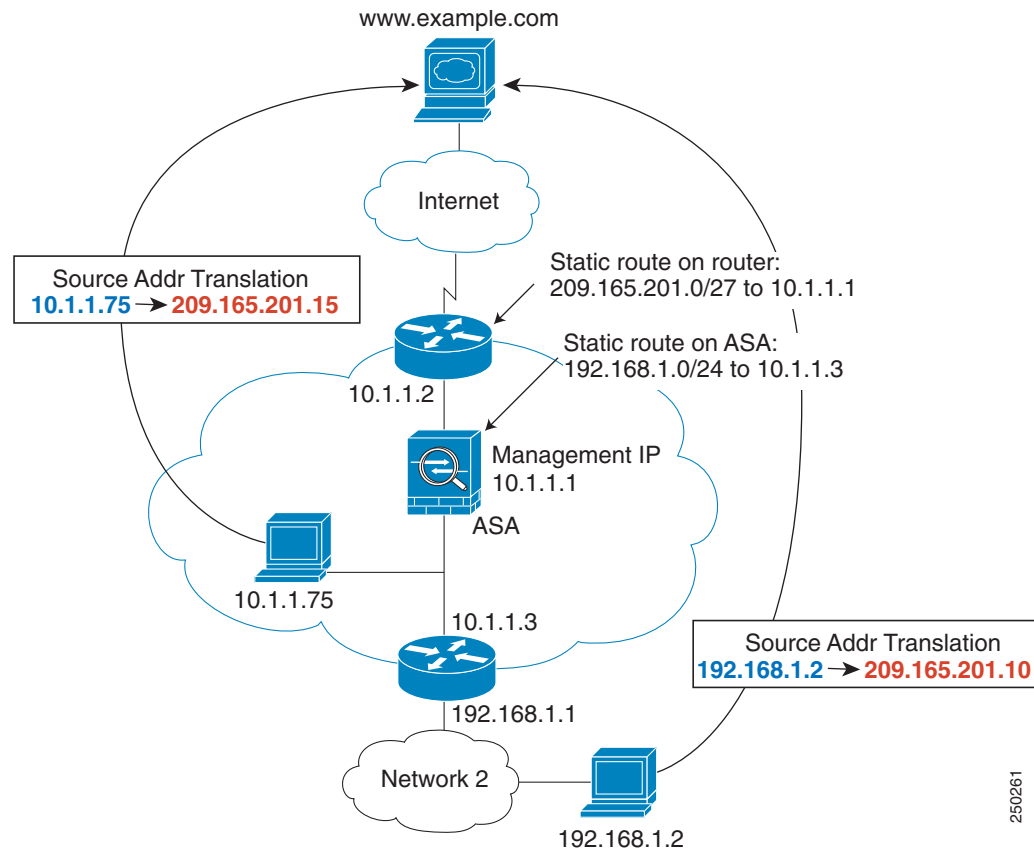 www.example.com
Internet
Source Addr Translation
10.1.1.75 → 209.165.201.15
Static route on router:
209.165.201.0/27 to 10.1.1.1
Static route on ASA:
192.168.1.0/24 to 10.1.1.3
10.1.1.2
Management IP
10.1.1.1
ASA
10.1.1.75
10.1.1.3
Source Addr Translation
192.168.1.2 → 209.165.201.10
192.168.1.1
Network 2
192.168.1.2
250261